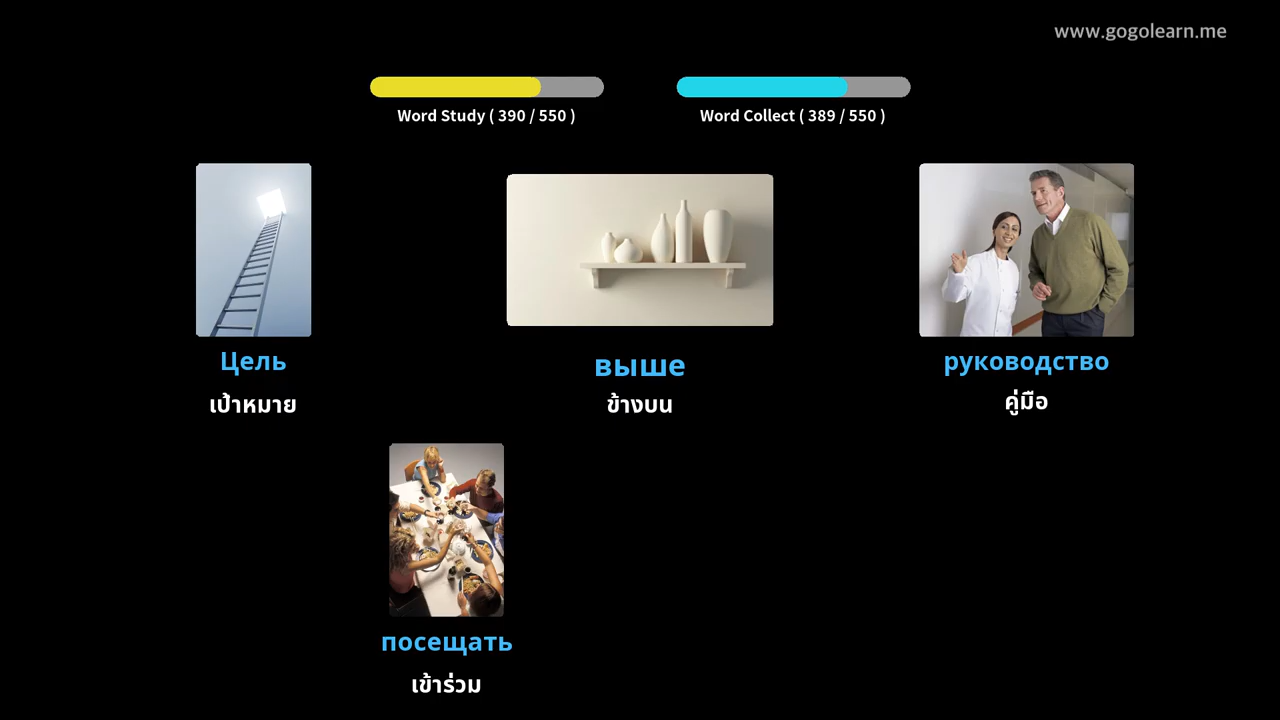 www.gogolearn.me
Word Study ( 390 / 550 )
Word Collect ( 389 / 550 )
Цель
เป้าหมาย
выше
ข้างบน
руководство
คู่มือ
посещать
เข้าร่วม